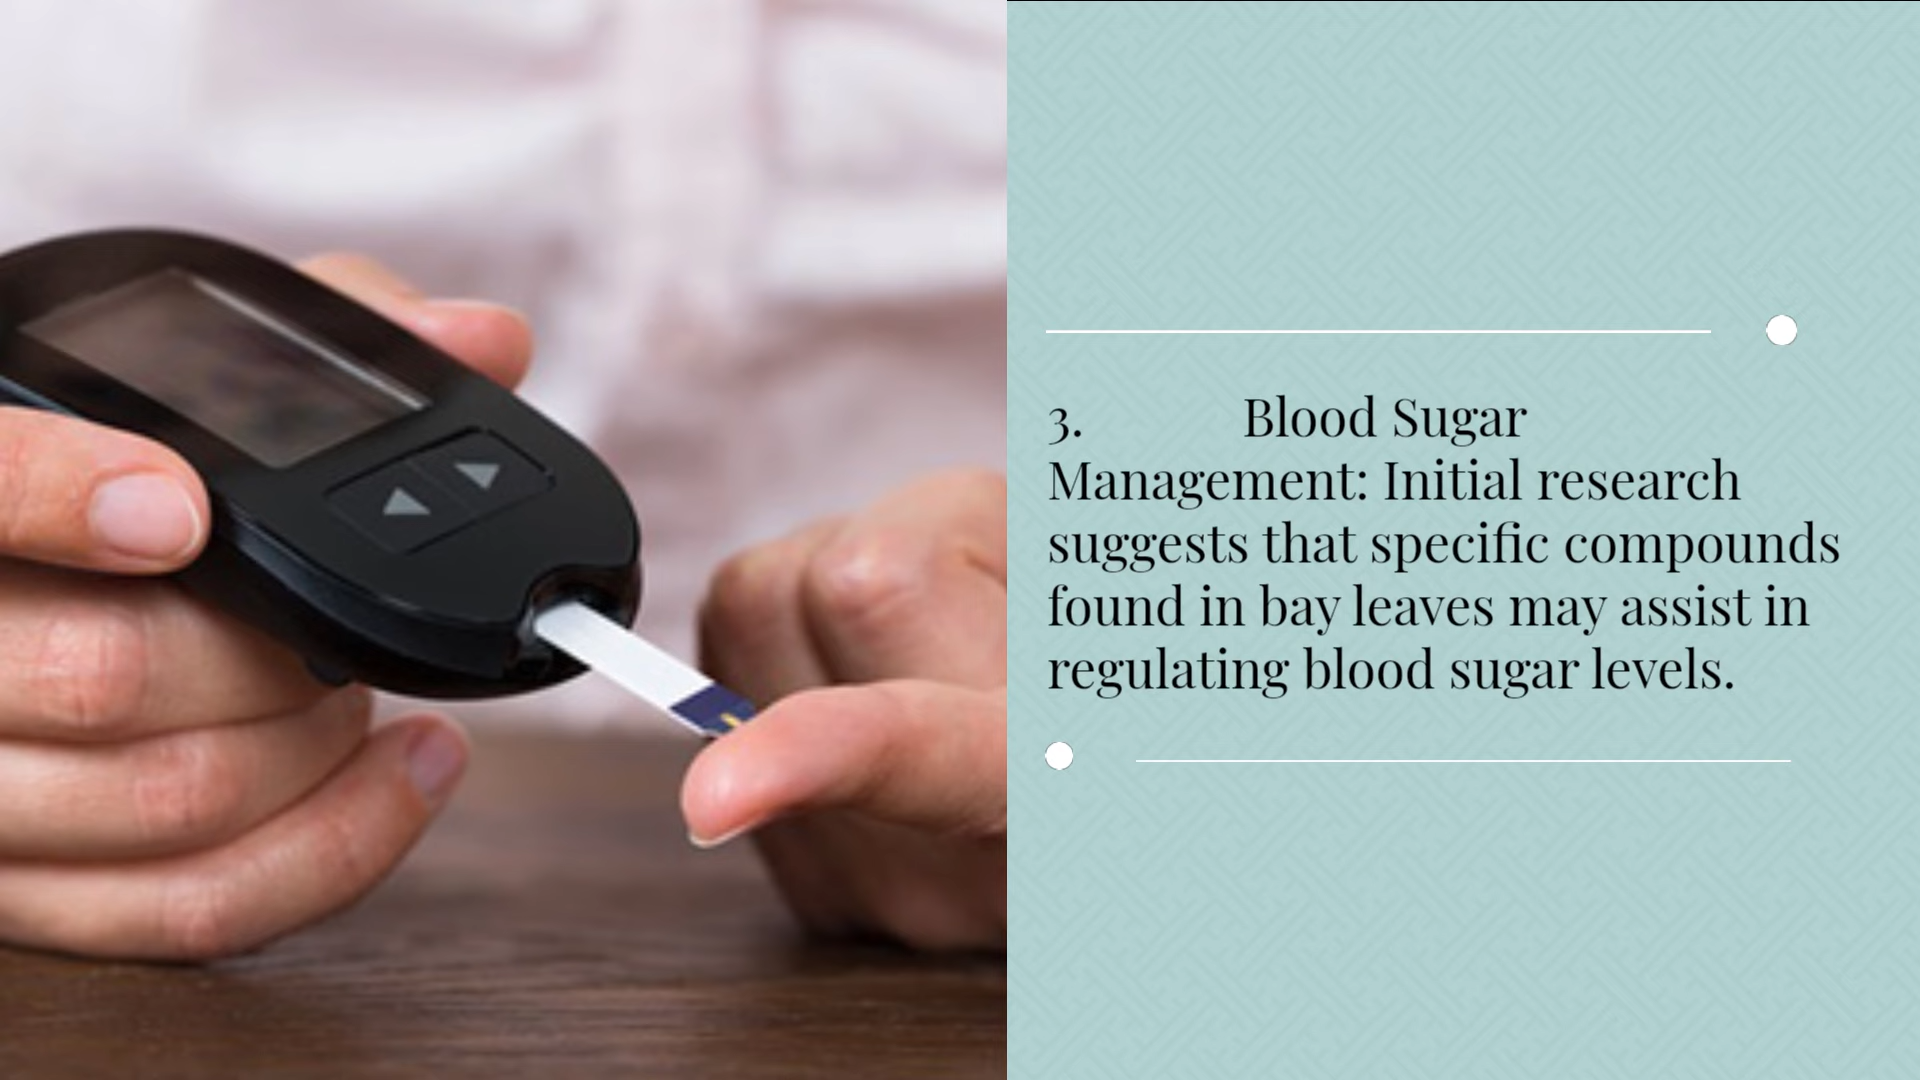 3. Blood Sugar
Management: Initial research
suggests that specific compounds
found in bay leaves may assist in
regulating blood sugar levels.